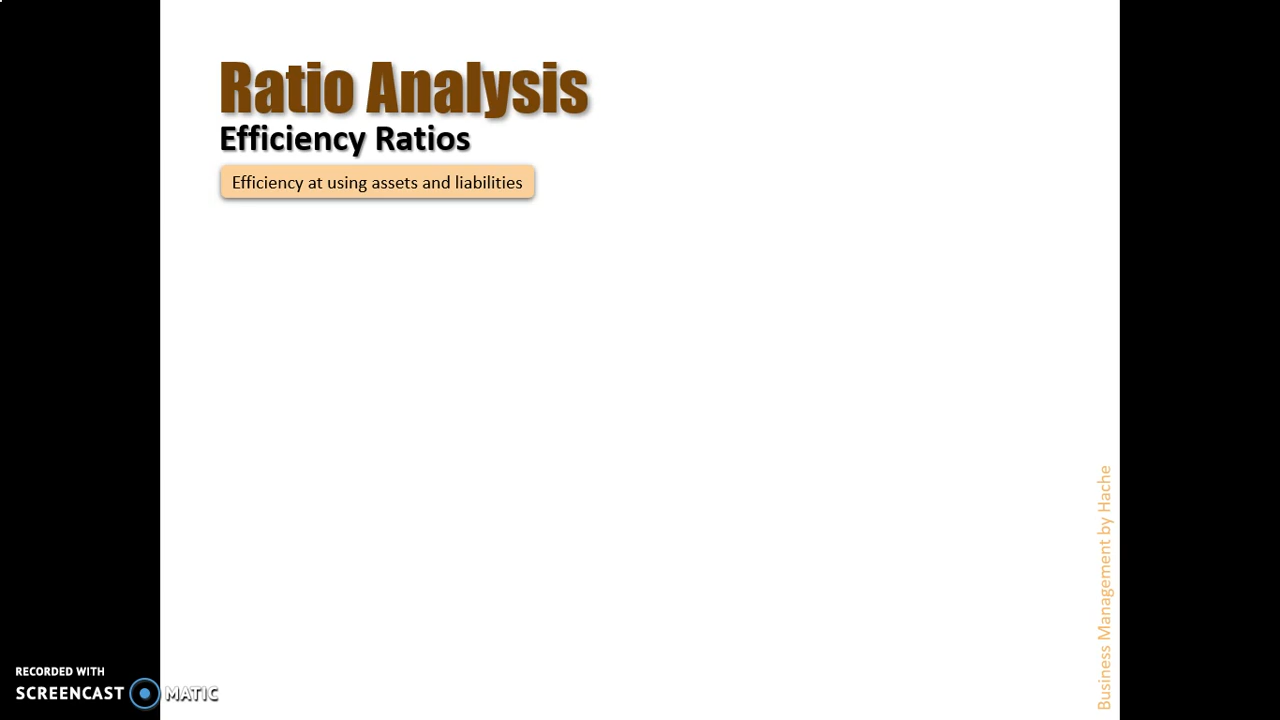 Ratio Analysis
Efficiency Ratios
Efficiency at using assets and liabilities
Business Management by Hache
RECORDED WITH
SCREENCAST MATIC